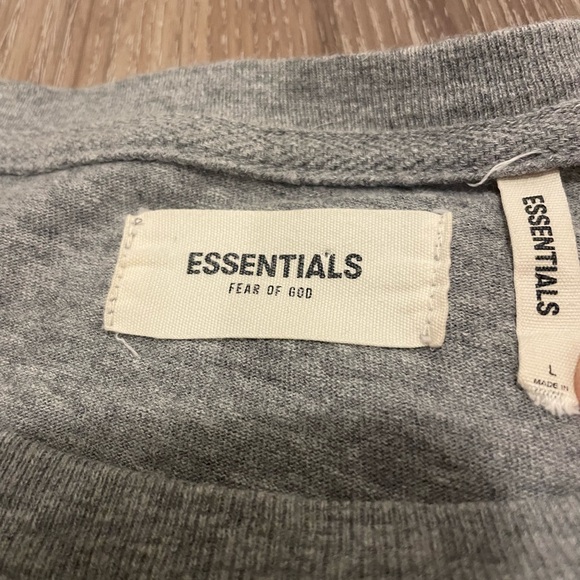 ESSENTIALS
FEAR OF GOD
ESSENTIALS
L
MADE IN